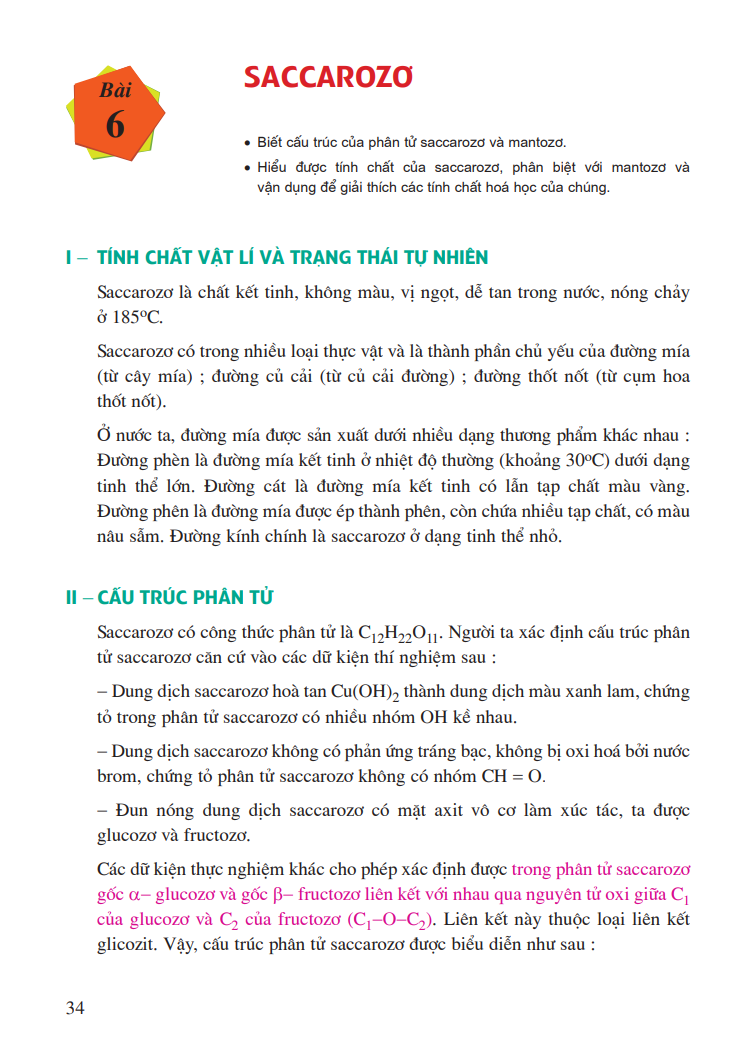 Bài
6
SACCAROZƠ
• Biết cấu trúc của phân tử saccarozơ và mantozơ.
• Hiểu được tính chất của saccarozơ, phân biệt với mantozơ và
vận dụng để giải thích các tính chất hoá học của chúng.
I – TÍNH CHẤT VẬT LÍ VÀ TRẠNG THÁI TỰ NHIÊN
Saccarozơ là chất kết tinh, không màu, vị ngọt, dễ tan trong nước, nóng chảy
ở 185°C.
Saccarozơ có trong nhiều loại thực vật và là thành phần chủ yếu của đường mía
(từ cây mía) ; đường củ cải (từ củ cải đường) ; đường thốt nốt (từ cụm hoa
thốt nốt).
Ở nước ta, đường mía được sản xuất dưới nhiều dạng thương phẩm khác nhau :
Đường phèn là đường mía kết tinh ở nhiệt độ thường (khoảng 30°C) dưới dạng
tinh thể lớn. Đường cát là đường mía kết tinh có lẫn tạp chất màu vàng.
Đường phên là đường mía được ép thành phên, còn chứa nhiều tạp chất, có màu
nâu sẫm. Đường kính chính là saccarozơ ở dạng tinh thể nhỏ.
II – CẤU TRÚC PHÂN TỬ
Saccarozơ có công thức phân tử là C₁₂H₂₂O₁₁. Người ta xác định cấu trúc phân
tử saccarozơ căn cứ vào các dữ kiện thí nghiệm sau :
– Dung dịch saccarozơ hoà tan Cu(OH)₂ thành dung dịch màu xanh lam, chứng
tỏ trong phân tử saccarozơ có nhiều nhóm OH kề nhau.
– Dung dịch saccarozơ không có phản ứng tráng bạc, không bị oxi hoá bởi nước
brom, chứng tỏ phân tử saccarozơ không có nhóm CH = O.
– Đun nóng dung dịch saccarozơ có mặt axit vô cơ làm xúc tác, ta được
glucozơ và fructozơ.
Các dữ kiện thực nghiệm khác cho phép xác định được trong phân tử saccarozơ
gốc α– glucozơ và gốc β– fructozơ liên kết với nhau qua nguyên tử oxi giữa C₁
của glucozơ và C₂ của fructozơ (C₁–O–C₂). Liên kết này thuộc loại liên kết
glicozit. Vậy, cấu trúc phân tử saccarozơ được biểu diễn như sau :
34